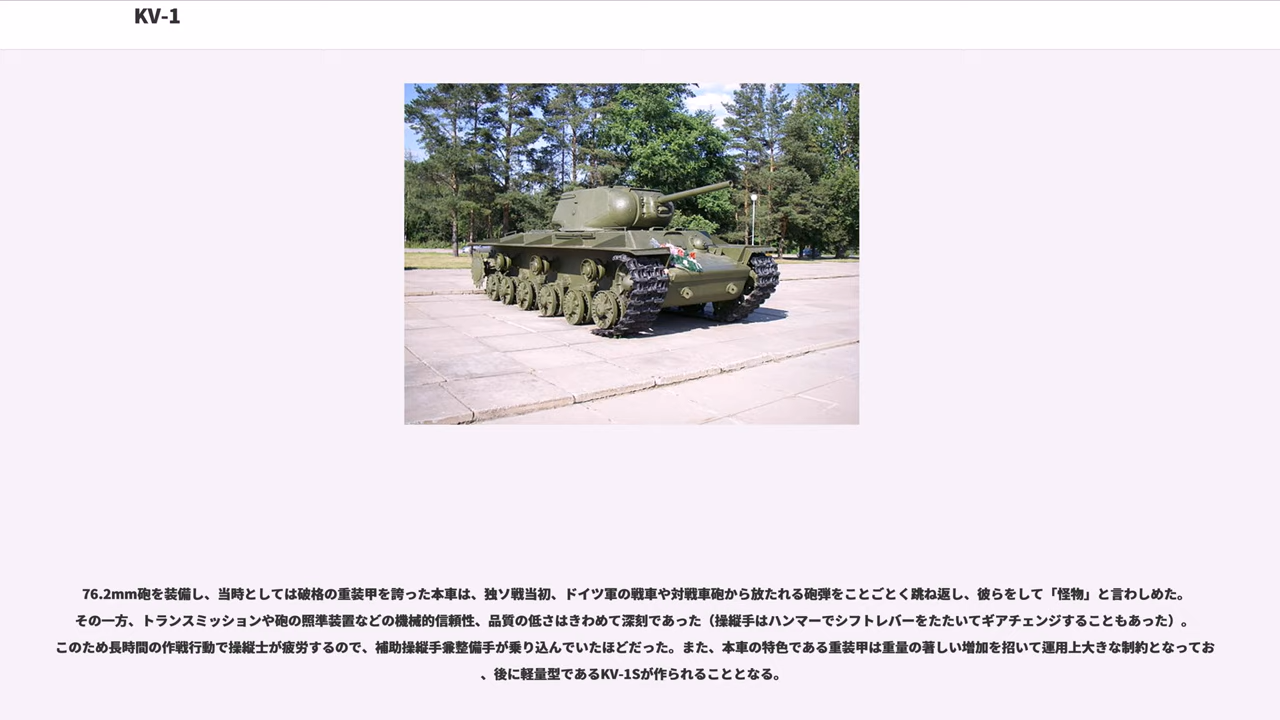 KV-1
76.2mm砲を装備し、当時としては破格の重装甲を誇った本車は、独ソ戦当初、ドイツ軍の戦車や対戦車砲から放たれる砲弾をことごとく跳ね返し、彼らをして「怪物」と言わしめた。
その一方、トランスミッションや砲の照準装置などの機械的信頼性、品質の低さはきわめて深刻であった（操縦手はハンマーでシフトレバーをたたいてギアチェンジすることもあった）。
このため長時間の作戦行動で操縦士が疲労するので、補助操縦手兼整備手が乗り込んでいたほどだった。また、本車の特色である重装甲は重量の著しい増加を招いて運用上大きな制約となってお
、後に軽量型であるKV-1Sが作られることとなる。